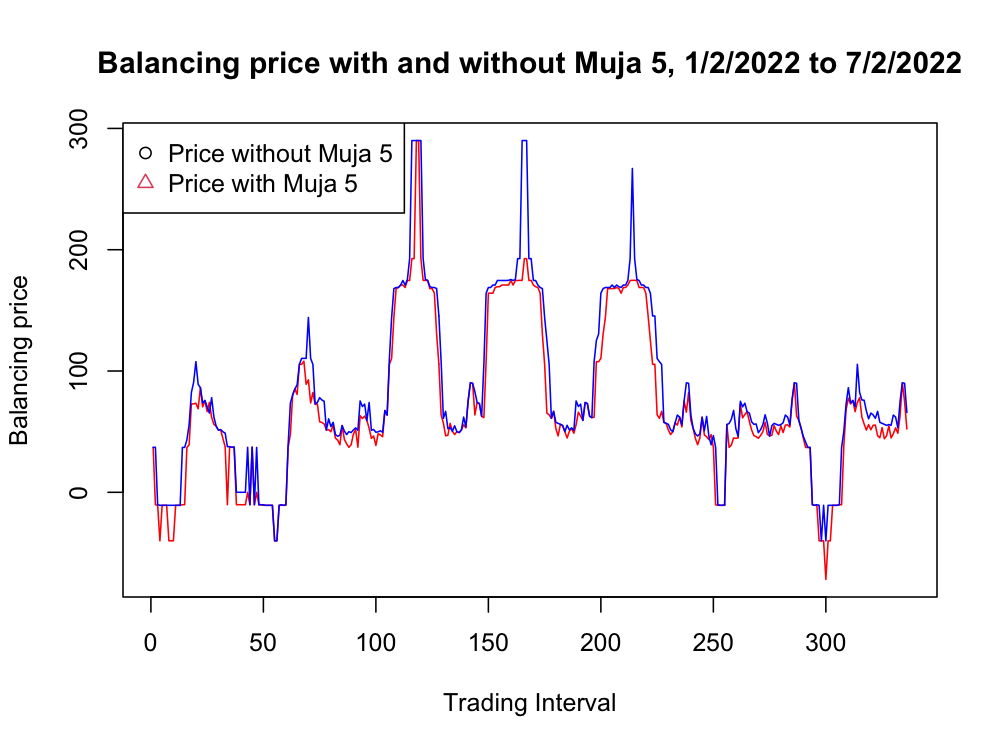 Balancing price with and without Muja 5, 1/2/2022 to 7/2/2022
Price without Muja 5
Price with Muja 5
Balancing price
300
200
100
0
0 50 100 150 200 250 300
Trading Interval